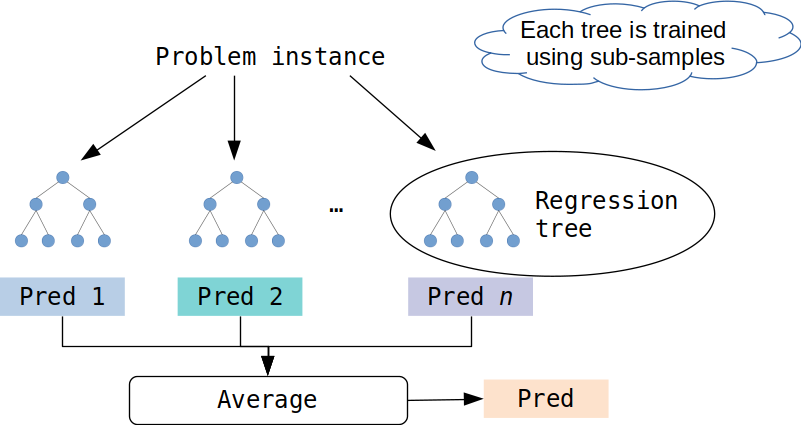 Each tree is trained
using sub-samples
Problem instance
...
Regression
tree
Pred 1
Pred 2
Pred n
Average
Pred